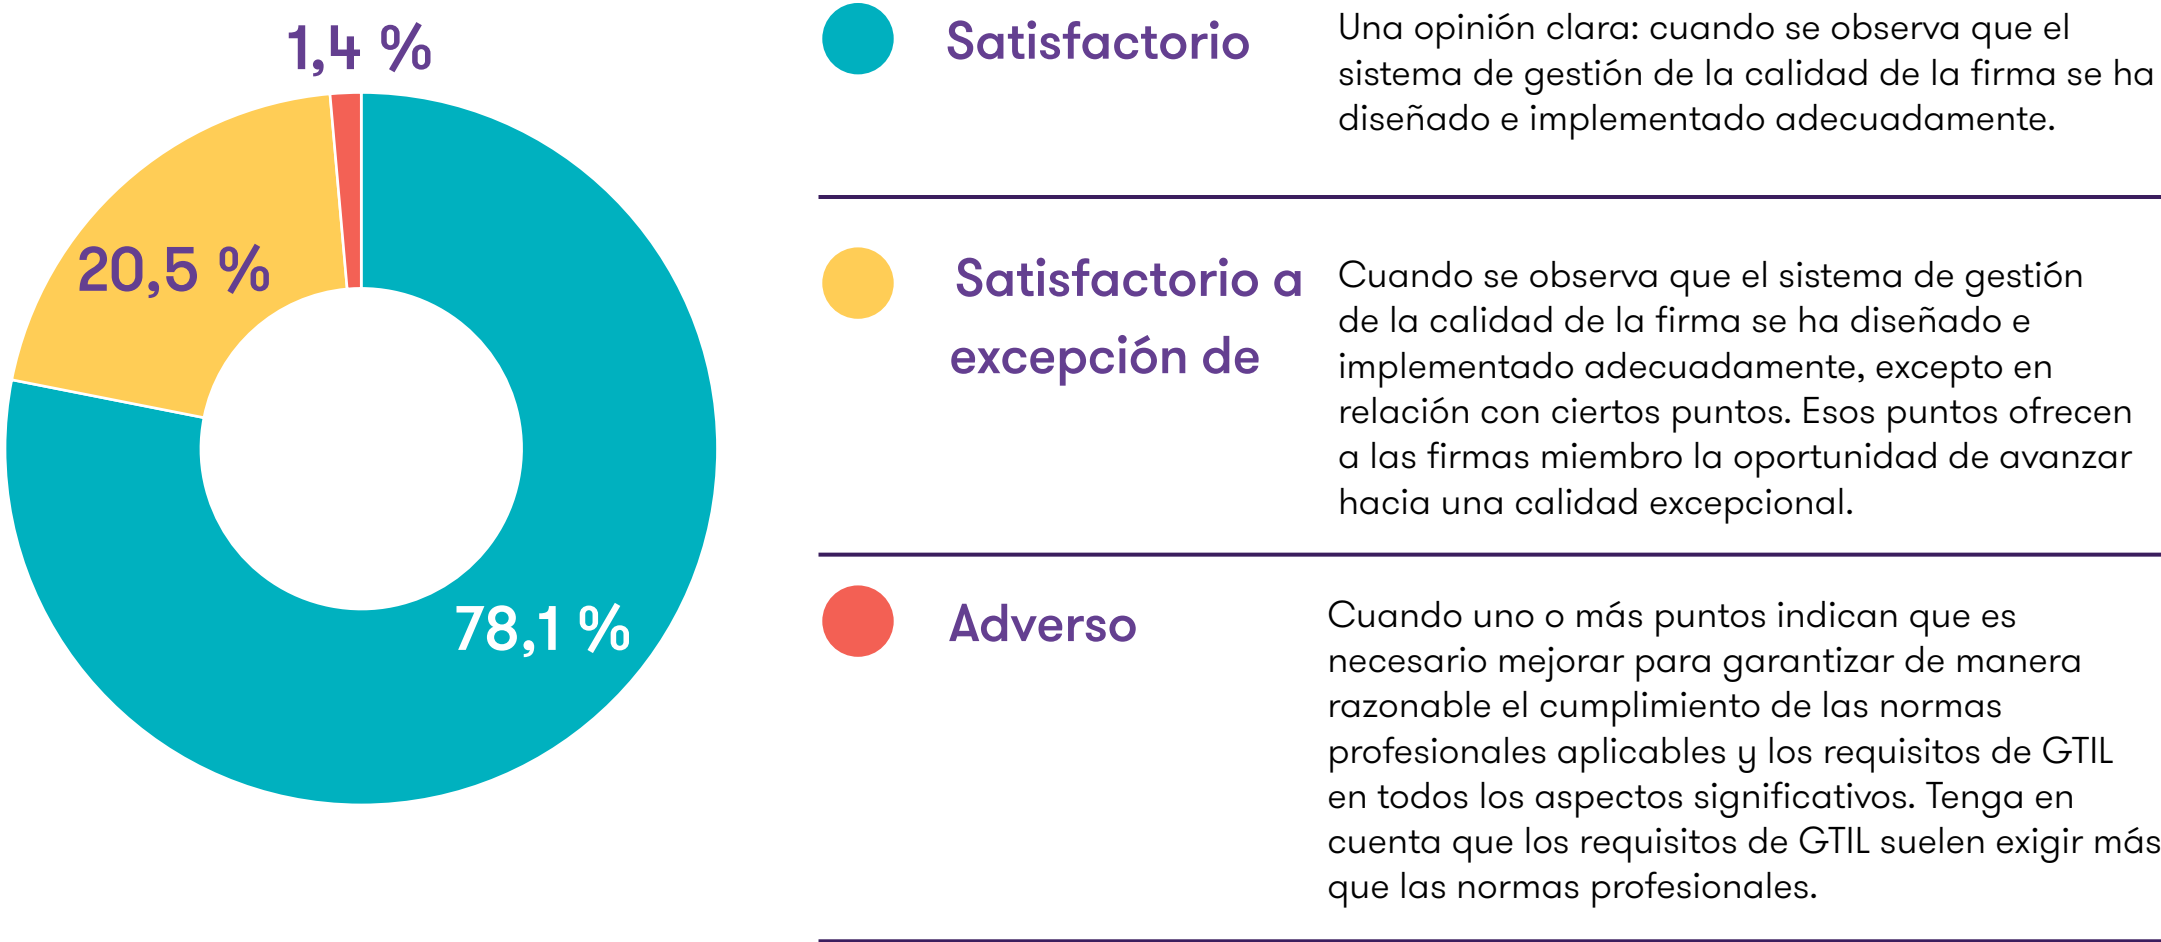 1,4 %
20,5 %
78,1 %
Satisfactorio
Una opinión clara: cuando se observa que el
sistema de gestión de la calidad de la firma se ha
diseñado e implementado adecuadamente.
Satisfactorio a
excepción de
Cuando se observa que el sistema de gestión
de la calidad de la firma se ha diseñado e
implementado adecuadamente, excepto en
relación con ciertos puntos. Esos puntos ofrecen
a las firmas miembro la oportunidad de avanzar
hacia una calidad excepcional.
Adverso
Cuando uno o más puntos indican que es
necesario mejorar para garantizar de manera
razonable el cumplimiento de las normas
profesionales aplicables y los requisitos de GTIL
en todos los aspectos significativos. Tenga en
cuenta que los requisitos de GTIL suelen exigir más
que las normas profesionales.